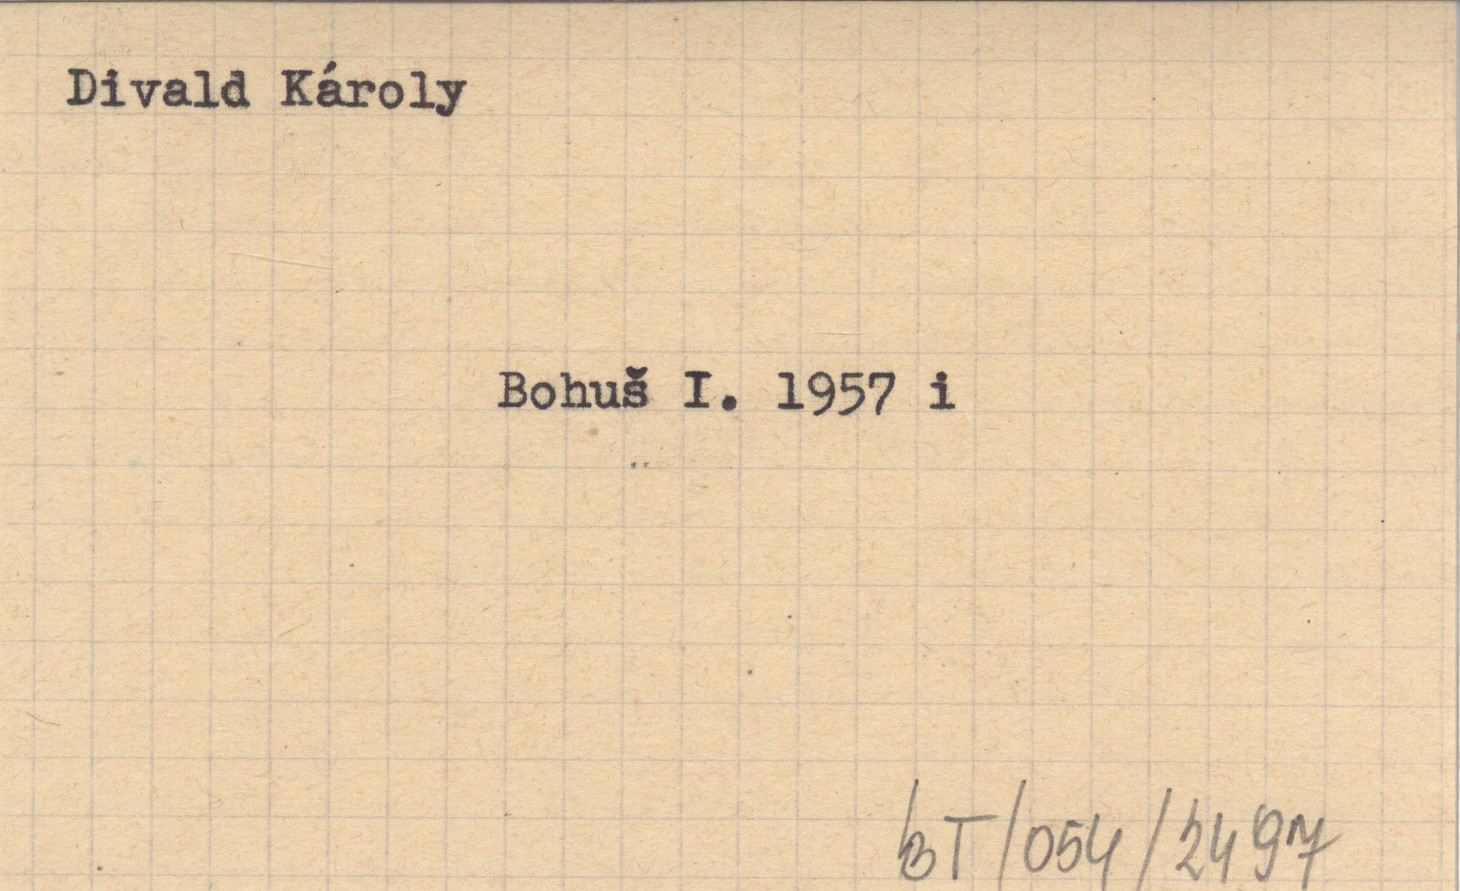 Divald Károly
Bohuš I. 1957 i
BT/054/2497